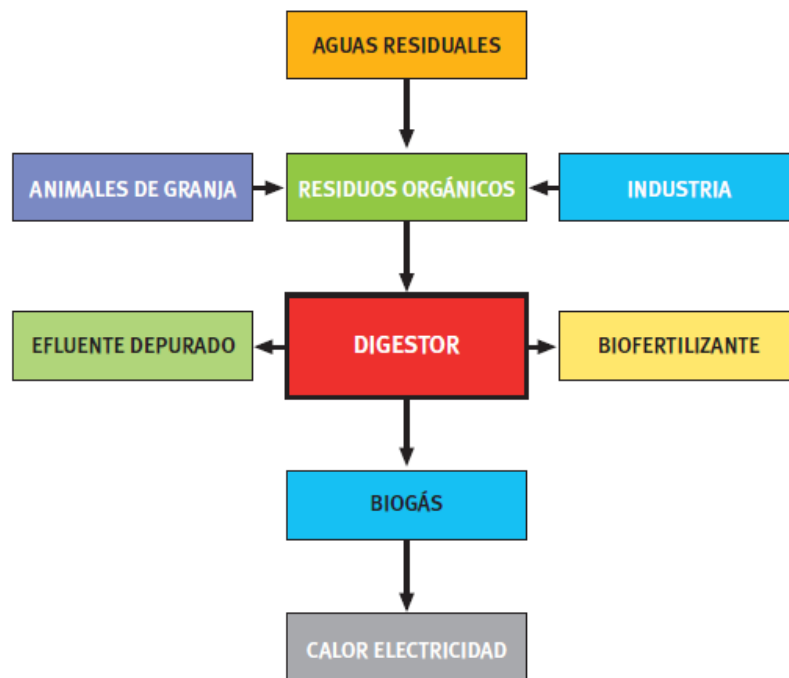 AGUAS RESIDUALES
ANIMALES DE GRANJA
RESIDUOS ORGÁNICOS
INDUSTRIA
EFLUENTE DEPURADO
DIGESTOR
BIOFERTILIZANTE
BIOGÁS
CALOR ELECTRICIDAD